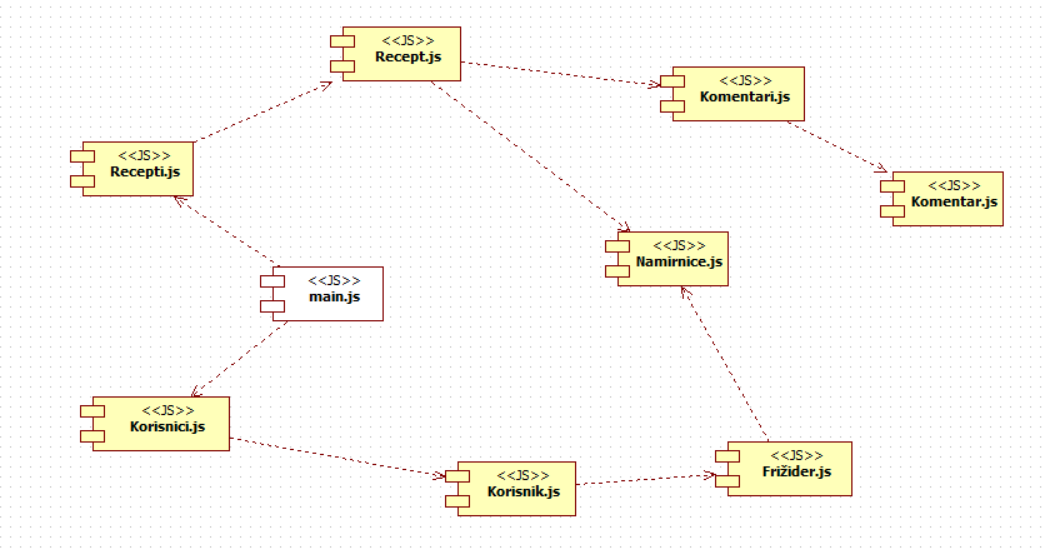 <<JS>>
Recept.js
<<JS>>
Komentari.js
<<JS>>
Recepti.js
<<JS>>
Komentar.js
<<JS>>
Namirnice.js
<<JS>>
main.js
<<JS>>
Korisnici.js
<<JS>>
Frižider.js
<<JS>>
Korisnik.js